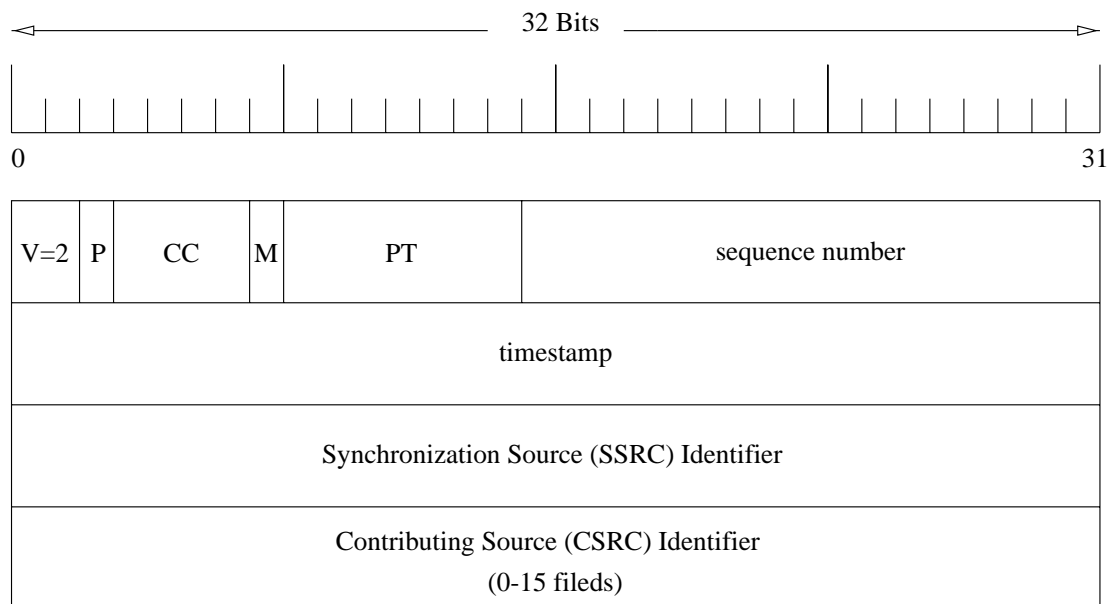 32 Bits
0 31
V=2 P CC M PT sequence number
timestamp
Synchronization Source (SSRC) Identifier
Contributing Source (CSRC) Identifier
(0-15 fileds)